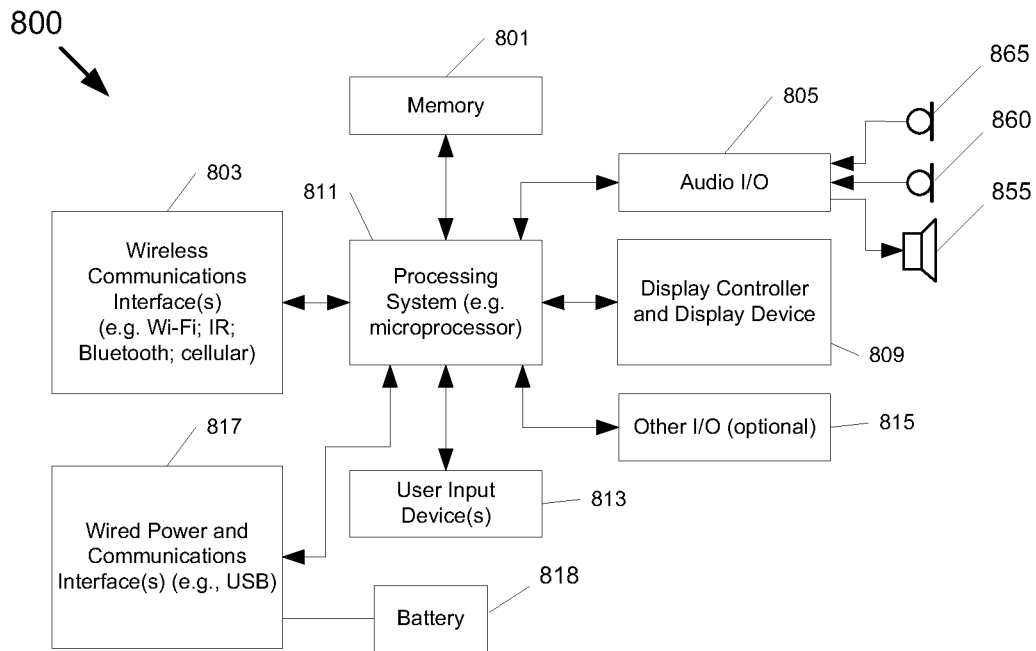 800
801
Memory
865
805
860
Audio I/O
855
803
811
Wireless
Communications
Interface(s)
(e.g. Wi-Fi; IR;
Bluetooth; cellular)
Processing
System (e.g.
microprocessor)
Display Controller
and Display Device
809
817
Other I/O (optional)
815
User Input
Device(s)
813
Wired Power and
Communications
Interface(s) (e.g., USB)
818
Battery